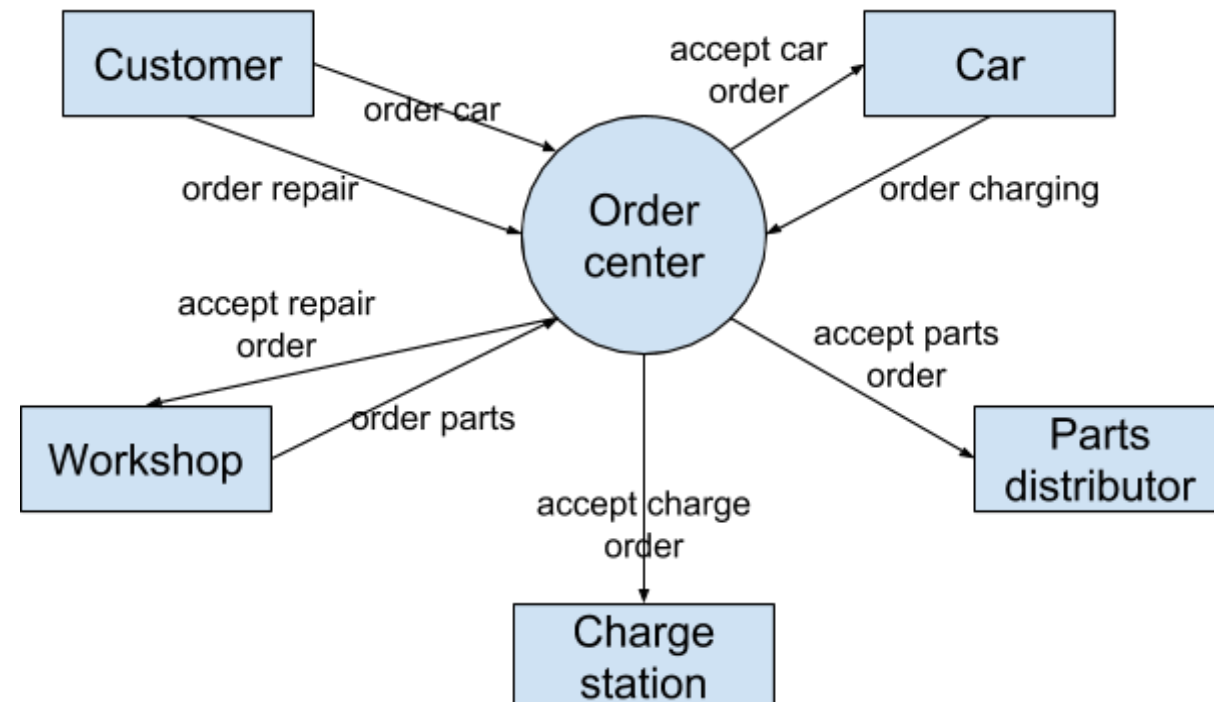 Customer
Car
accept car
order
order car
order repair
order charging
Order
center
accept repair
order
accept parts
order
order parts
Workshop
Parts
distributor
accept charge
order
Charge
station